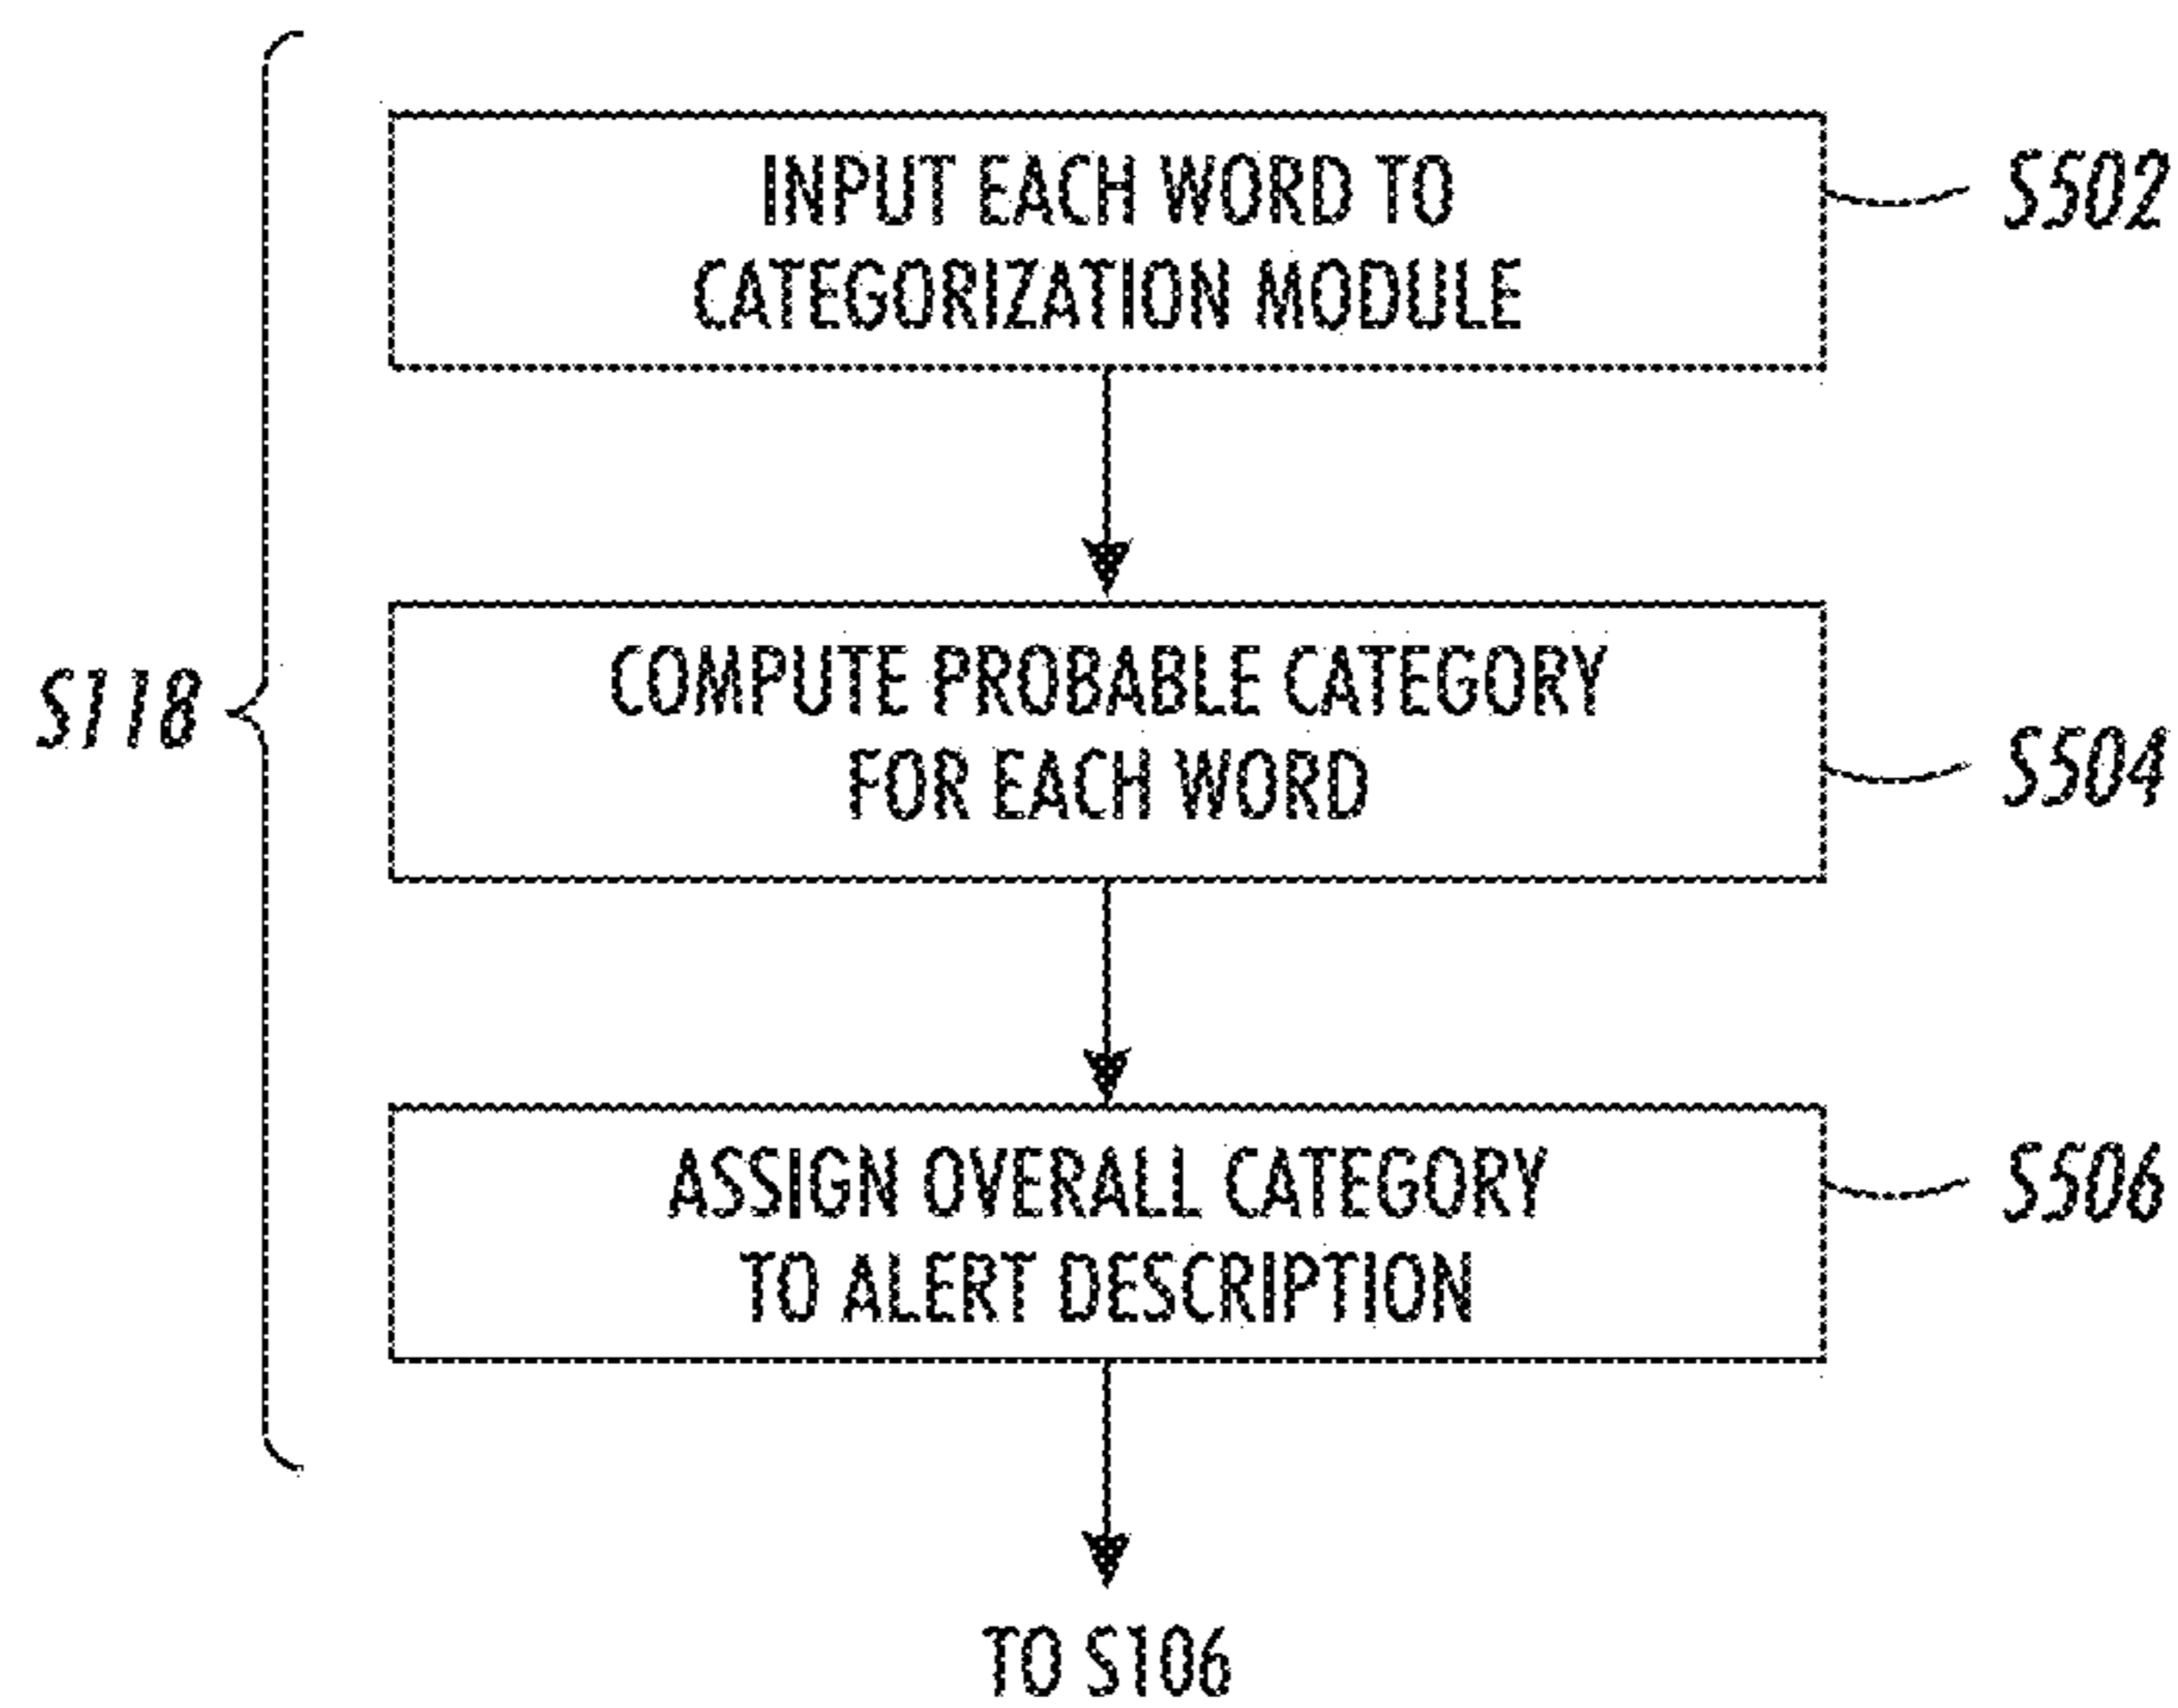 INPUT EACH WORD TO
CATEGORIZATION MODULE
S502
COMPUTE PROBABLE CATEGORY
FOR EACH WORD
S504
S118
ASSIGN OVERALL CATEGORY
TO ALERT DESCRIPTION
S506
TO S106